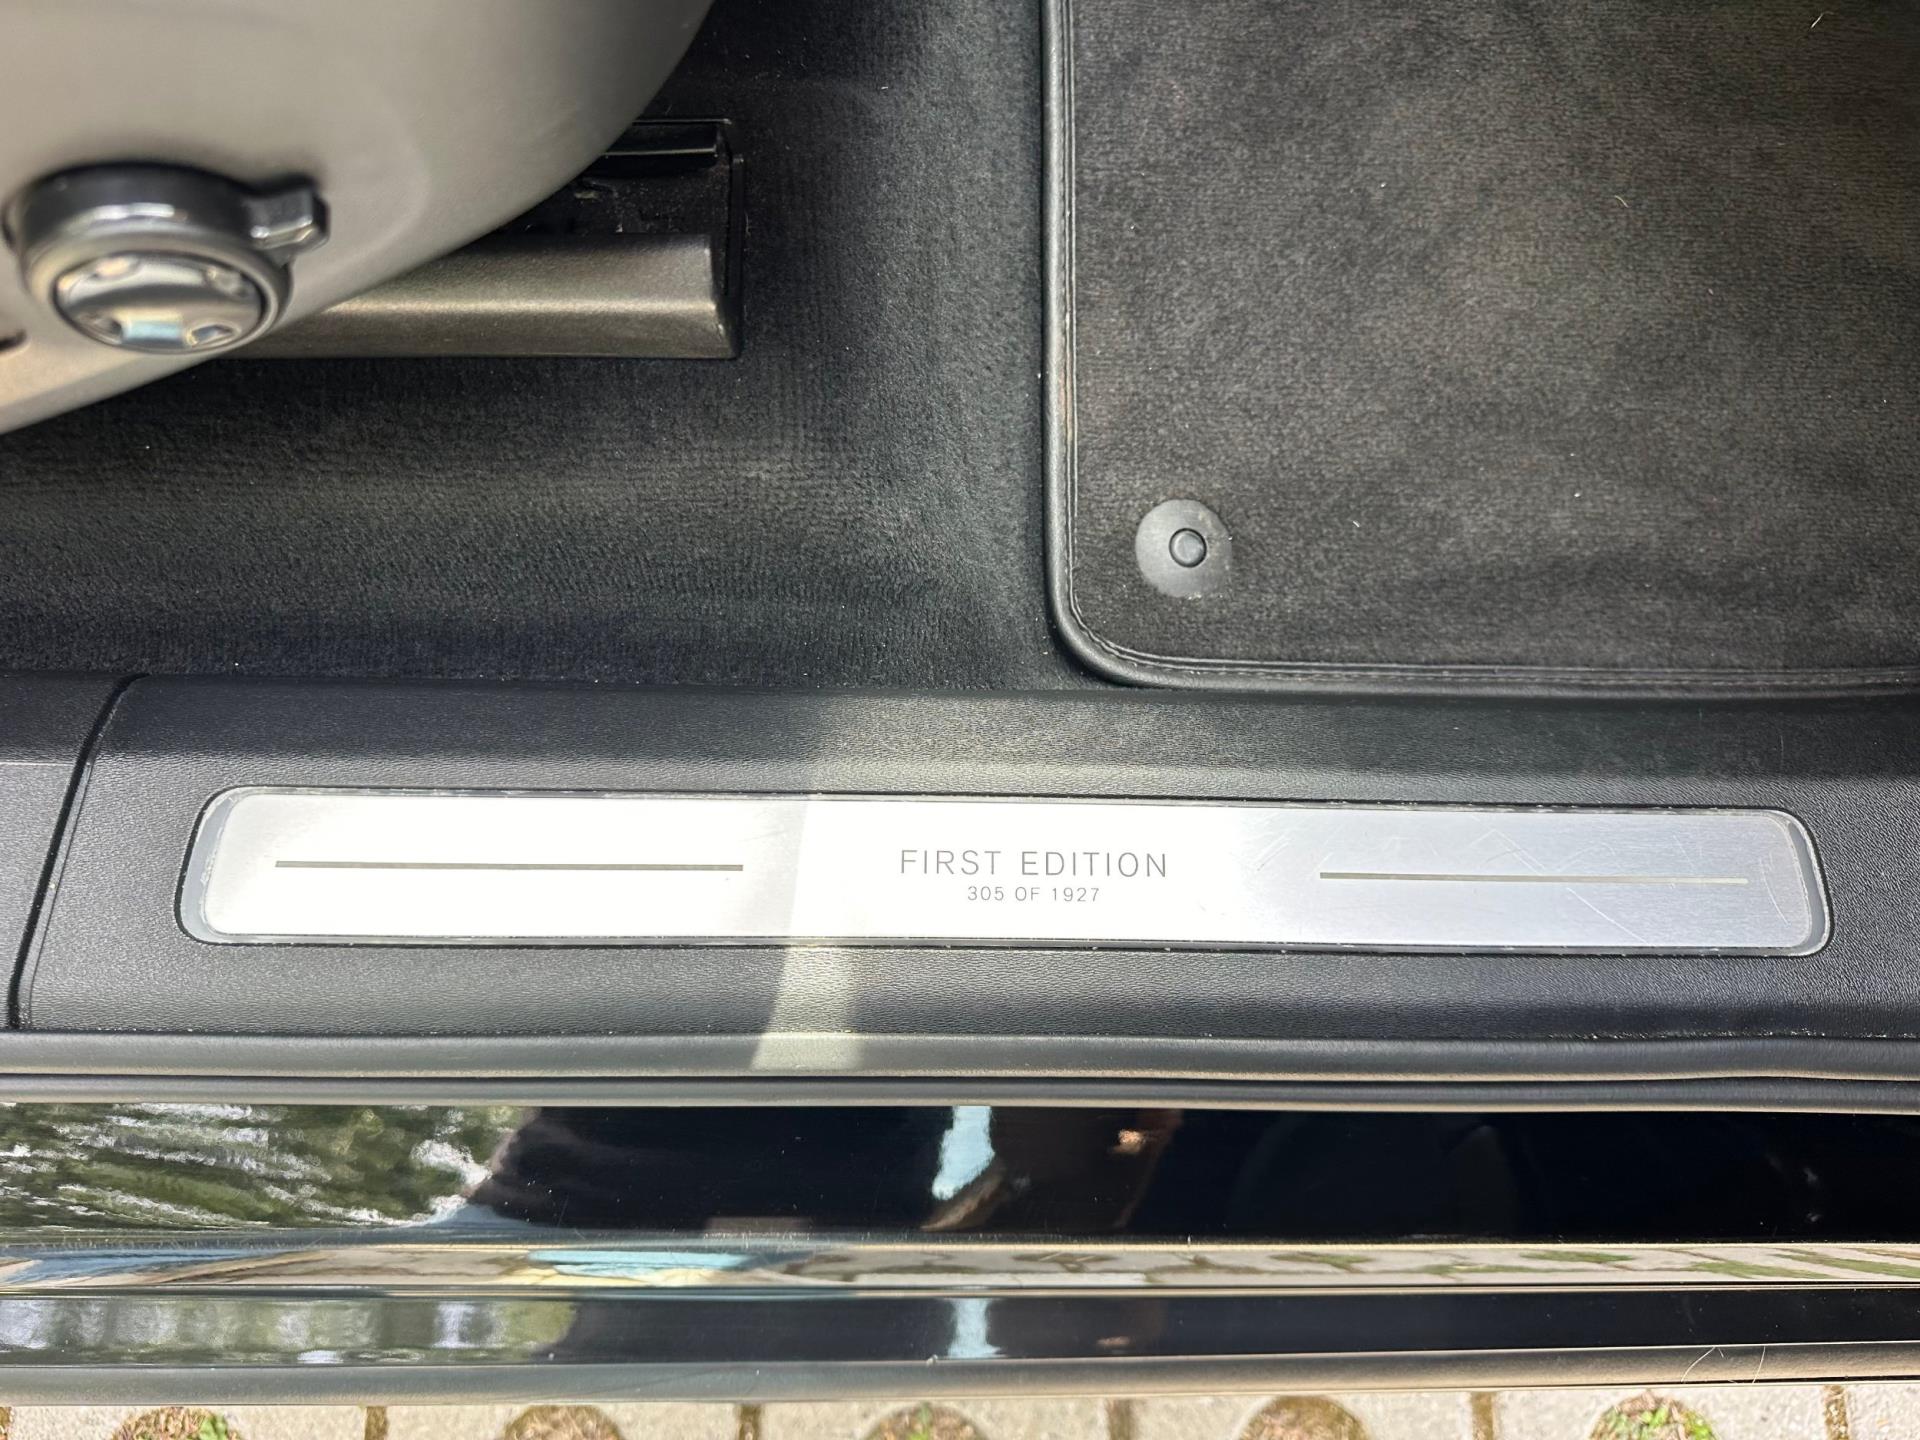 FIRST EDITION
305 OF 1927